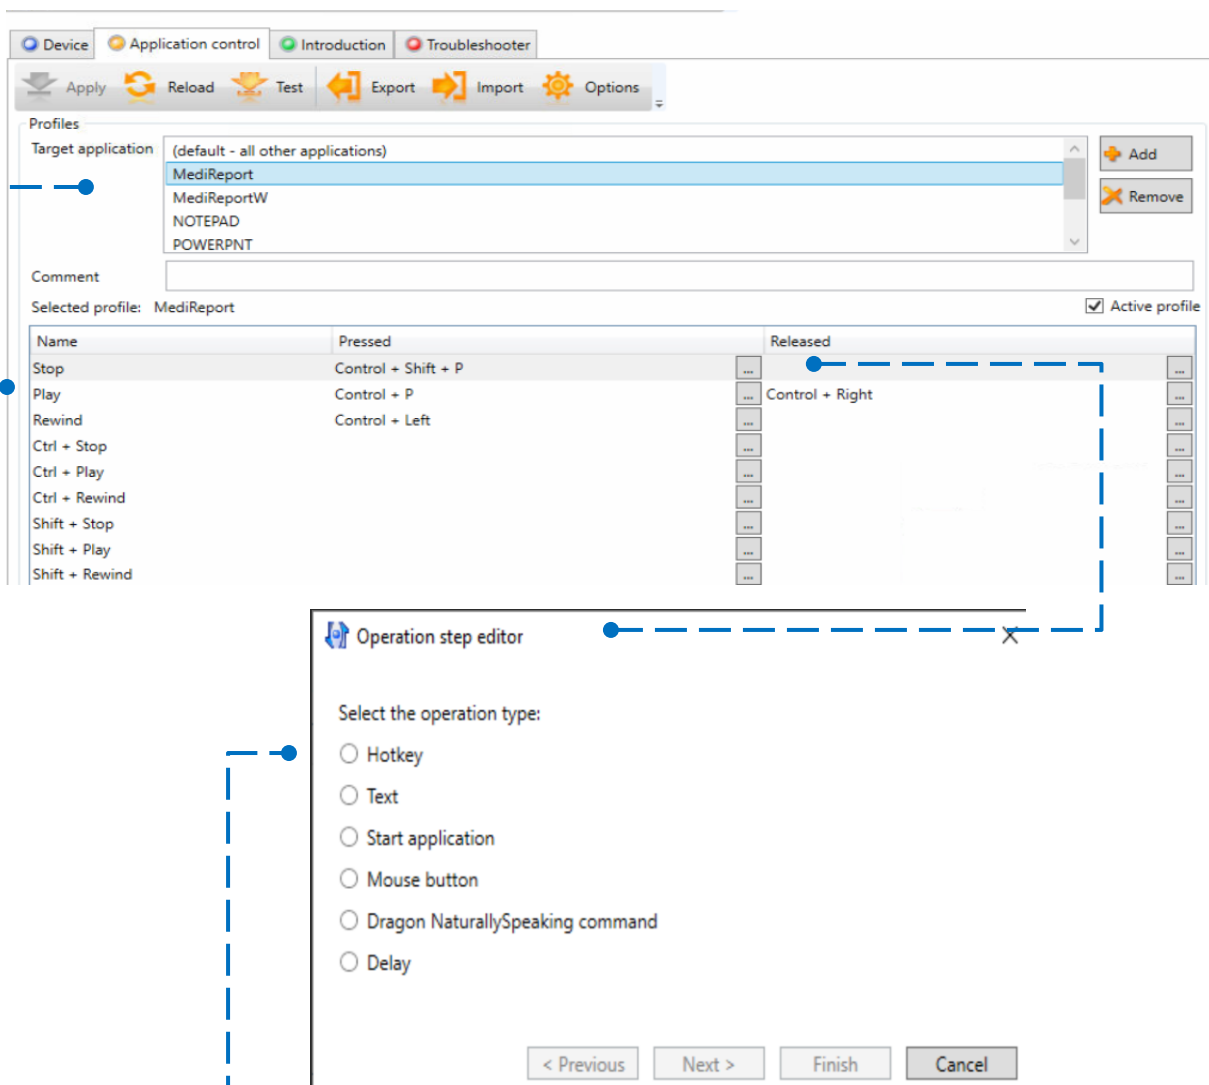 Device Application control Introduction Troubleshooter
Apply Reload Test Export Import Options
Profiles
Target application (default - all other applications) Add
MediReport
MediReportW Remove
NOTEPAD
POWERPNT
Comment
Selected profile: MediReport Active profile
Name Pressed Released
Stop Control + Shift + P ... ...
Play Control + P ... Control + Right ...
Rewind Control + Left ... ...
Ctrl + Stop ... ...
Ctrl + Play ... ...
Ctrl + Rewind ... ...
Shift + Stop ... ...
Shift + Play ... ...
Shift + Rewind ... ...
Operation step editor
Select the operation type:
Hotkey
Text
Start application
Mouse button
Dragon NaturallySpeaking command
Delay
< Previous Next > Finish Cancel